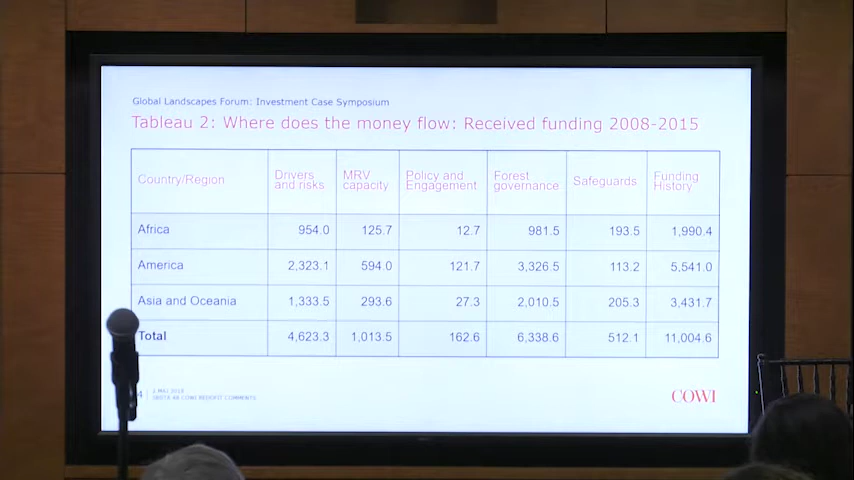 Global Landscapes Forum: Investment Case Symposium
Tableau 2: Where does the money flow: Received funding 2008-2015
Country/Region Drivers and risks MRV capacity Policy and Engagement Forest governance Safeguards Funding History
Africa 954.0 125.7 12.7 981.5 193.5 1,990.4
America 2,323.1 594.0 121.7 3,326.5 113.2 5,541.0
Asia and Oceania 1,333.5 293.6 27.3 2,010.5 205.3 3,431.7
Total 4,623.3 1,013.5 162.6 6,338.6 512.1 11,004.6
COWI